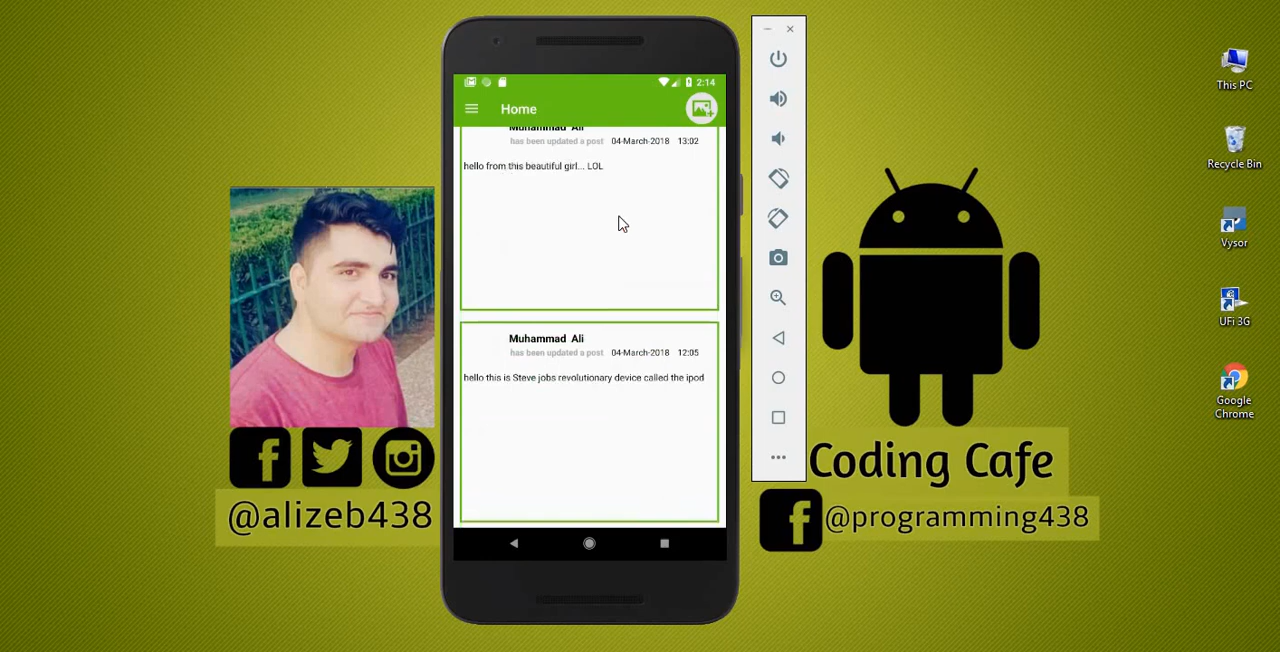 2:14
Home
Muhammad Ali
has been updated a post 04-March-2018 13:02
hello from this beautiful girl... LOL
Muhammad Ali
has been updated a post 04-March-2018 12:05
hello this is Steve jobs revolutionary device called the ipod
@alizeb438
Coding Cafe
@programming438
This PC
Recycle Bin
Vysor
UFi 3G
Google
Chrome